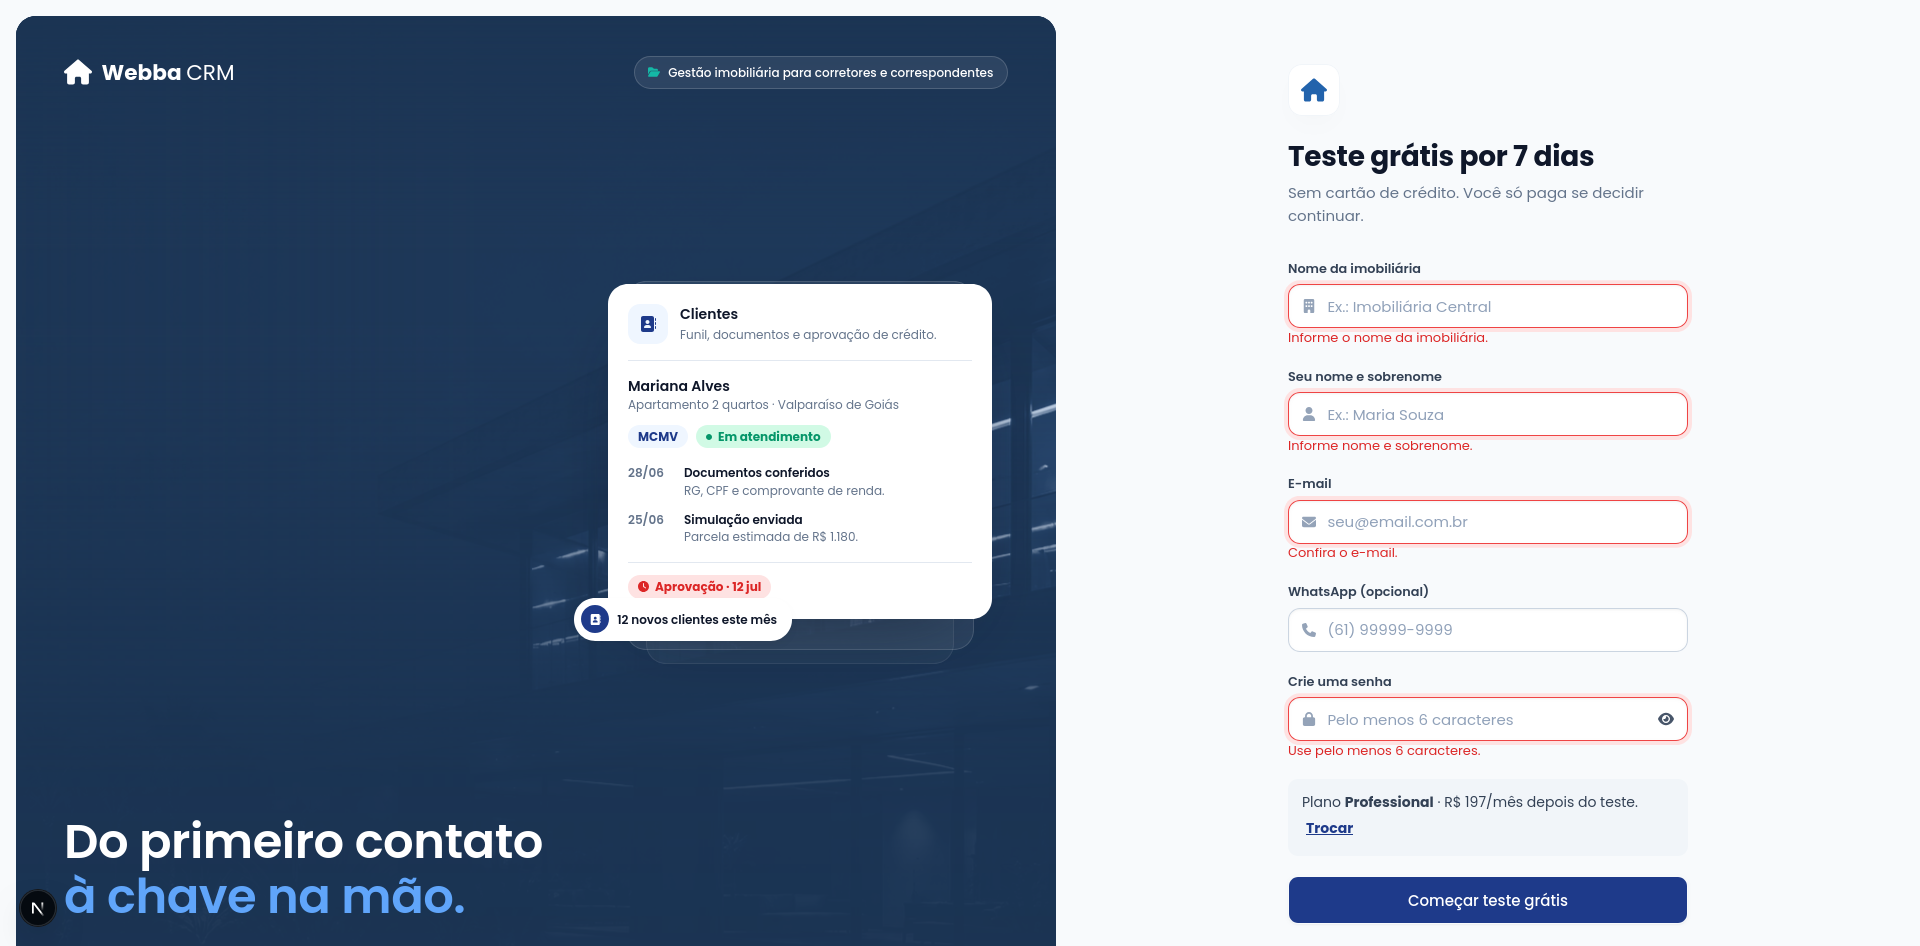 Webba CRM
Gestão imobiliária para corretores e correspondentes
Clientes
Funil, documentos e aprovação de crédito.
Mariana Alves
Apartamento 2 quartos · Valparaíso de Goiás
MCMV
Em atendimento
28/06
Documentos conferidos
RG, CPF e comprovante de renda.
25/06
Simulação enviada
Parcela estimada de R$ 1.180.
Aprovação · 12 jul
12 novos clientes este mês
Do primeiro contato
à chave na mão.
N
Teste grátis por 7 dias
Sem cartão de crédito. Você só paga se decidir
continuar.
Nome da imobiliária
Ex.: Imobiliária Central
Informe o nome da imobiliária.
Seu nome e sobrenome
Ex.: Maria Souza
Informe nome e sobrenome.
E-mail
seu@email.com.br
Confira o e-mail.
WhatsApp (opcional)
(61) 99999-9999
Crie uma senha
Pelo menos 6 caracteres
Use pelo menos 6 caracteres.
Plano Professional · R$ 197/mês depois do teste.
Trocar
Começar teste grátis